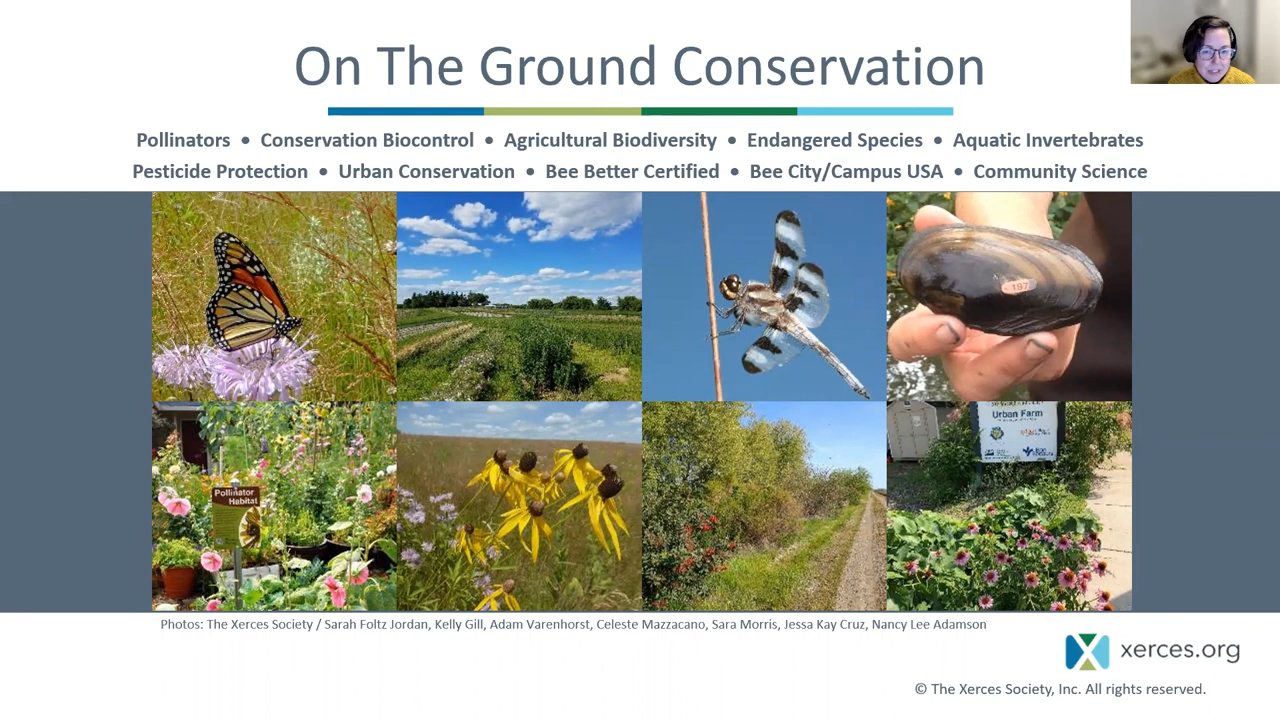 On The Ground Conservation
Pollinators • Conservation Biocontrol • Agricultural Biodiversity • Endangered Species • Aquatic Invertebrates
Pesticide Protection • Urban Conservation • Bee Better Certified • Bee City/Campus USA • Community Science
197
Urban Farm
Pollinator
Habitat
Photos: The Xerces Society / Sarah Foltz Jordan, Kelly Gill, Adam Varenhorst, Celeste Mazzacano, Sara Morris, Jessa Kay Cruz, Nancy Lee Adamson
xerces.org
© The Xerces Society, Inc. All rights reserved.